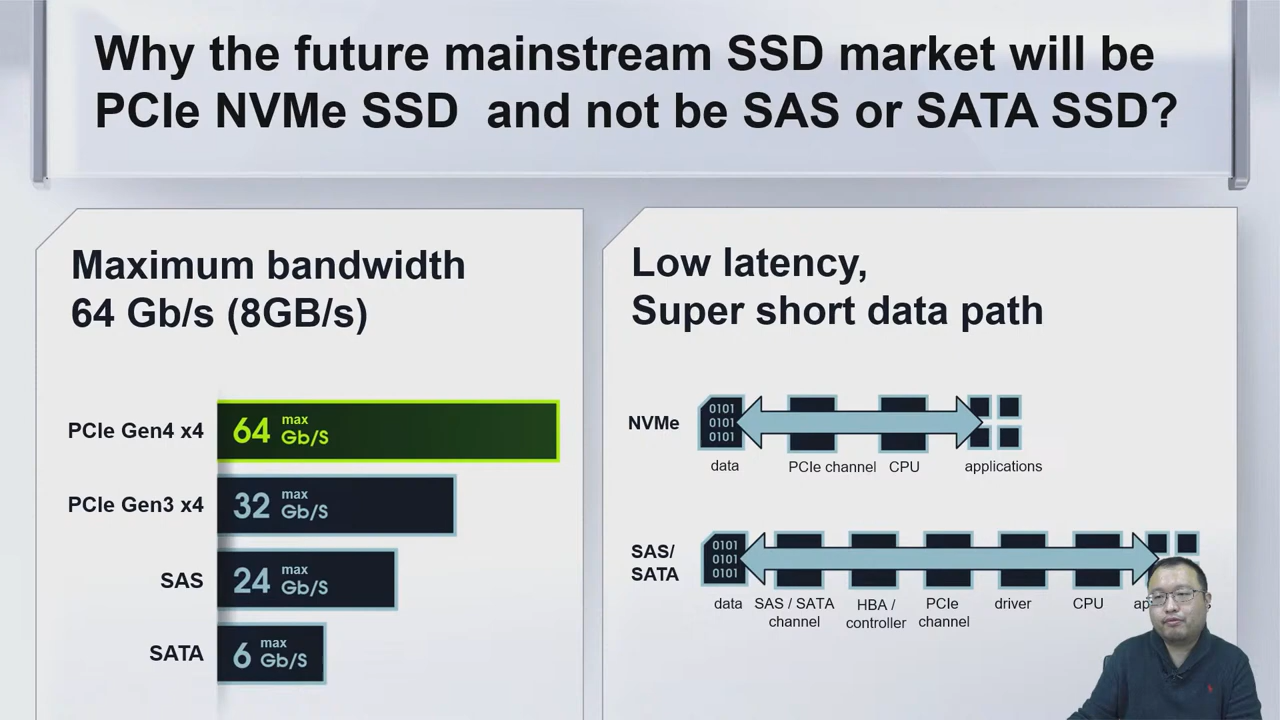 Why the future mainstream SSD market will be
PCIe NVMe SSD and not be SAS or SATA SSD?
Maximum bandwidth
64 Gb/s (8GB/s)
PCIe Gen4 x4
64 max Gb/S
PCIe Gen3 x4
32 max Gb/S
SAS
24 max Gb/S
SATA
6 max Gb/S
Low latency,
Super short data path
NVMe
0101
0101
0101
data
PCIe channel
CPU
applications
SAS/
SATA
0101
0101
0101
data
SAS / SATA
channel
HBA /
controller
PCIe
channel
driver
CPU